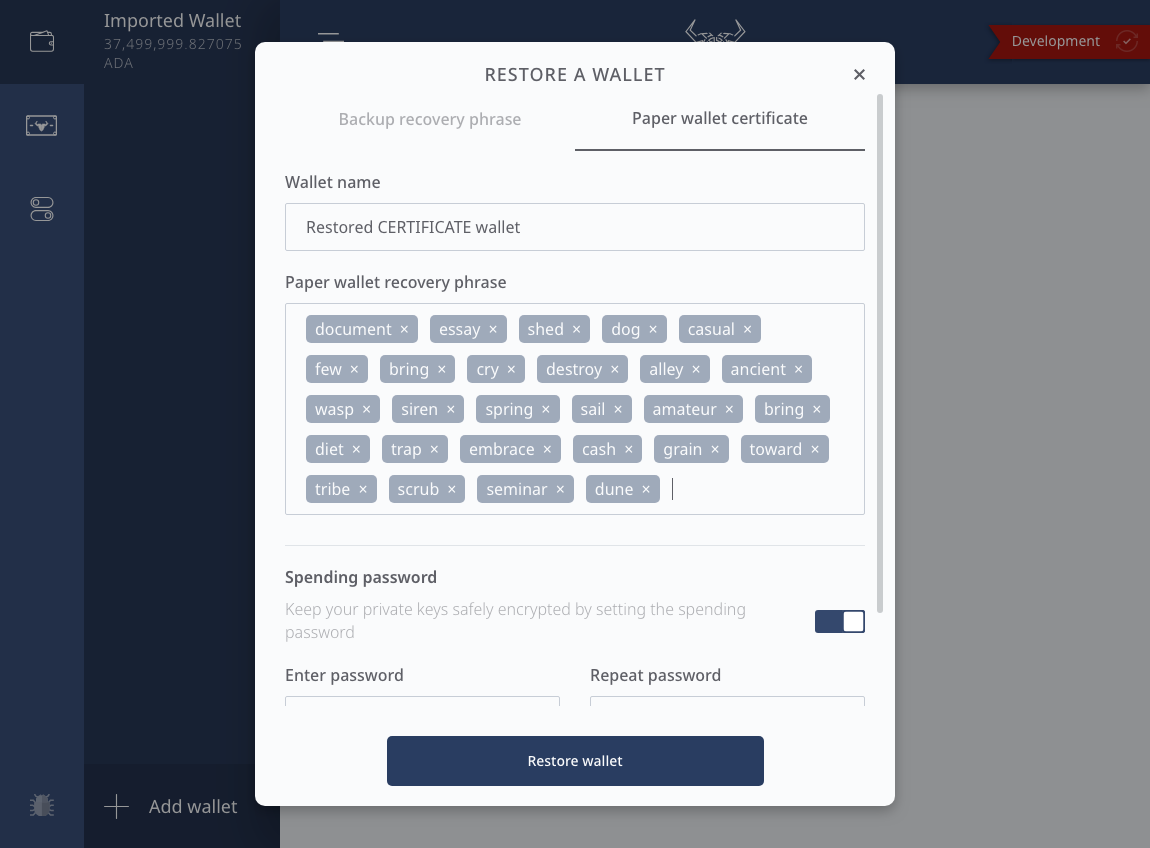 Imported Wallet
37,499,999.827075
ADA
Development
RESTORE A WALLET ×
Backup recovery phrase Paper wallet certificate
Wallet name
Restored CERTIFICATE wallet
Paper wallet recovery phrase
document × essay × shed × dog × casual ×
few × bring × cry × destroy × alley × ancient ×
wasp × siren × spring × sail × amateur × bring ×
diet × trap × embrace × cash × grain × toward ×
tribe × scrub × seminar × dune ×
Spending password
Keep your private keys safely encrypted by setting the spending
password
Enter password Repeat password
Restore wallet
Add wallet